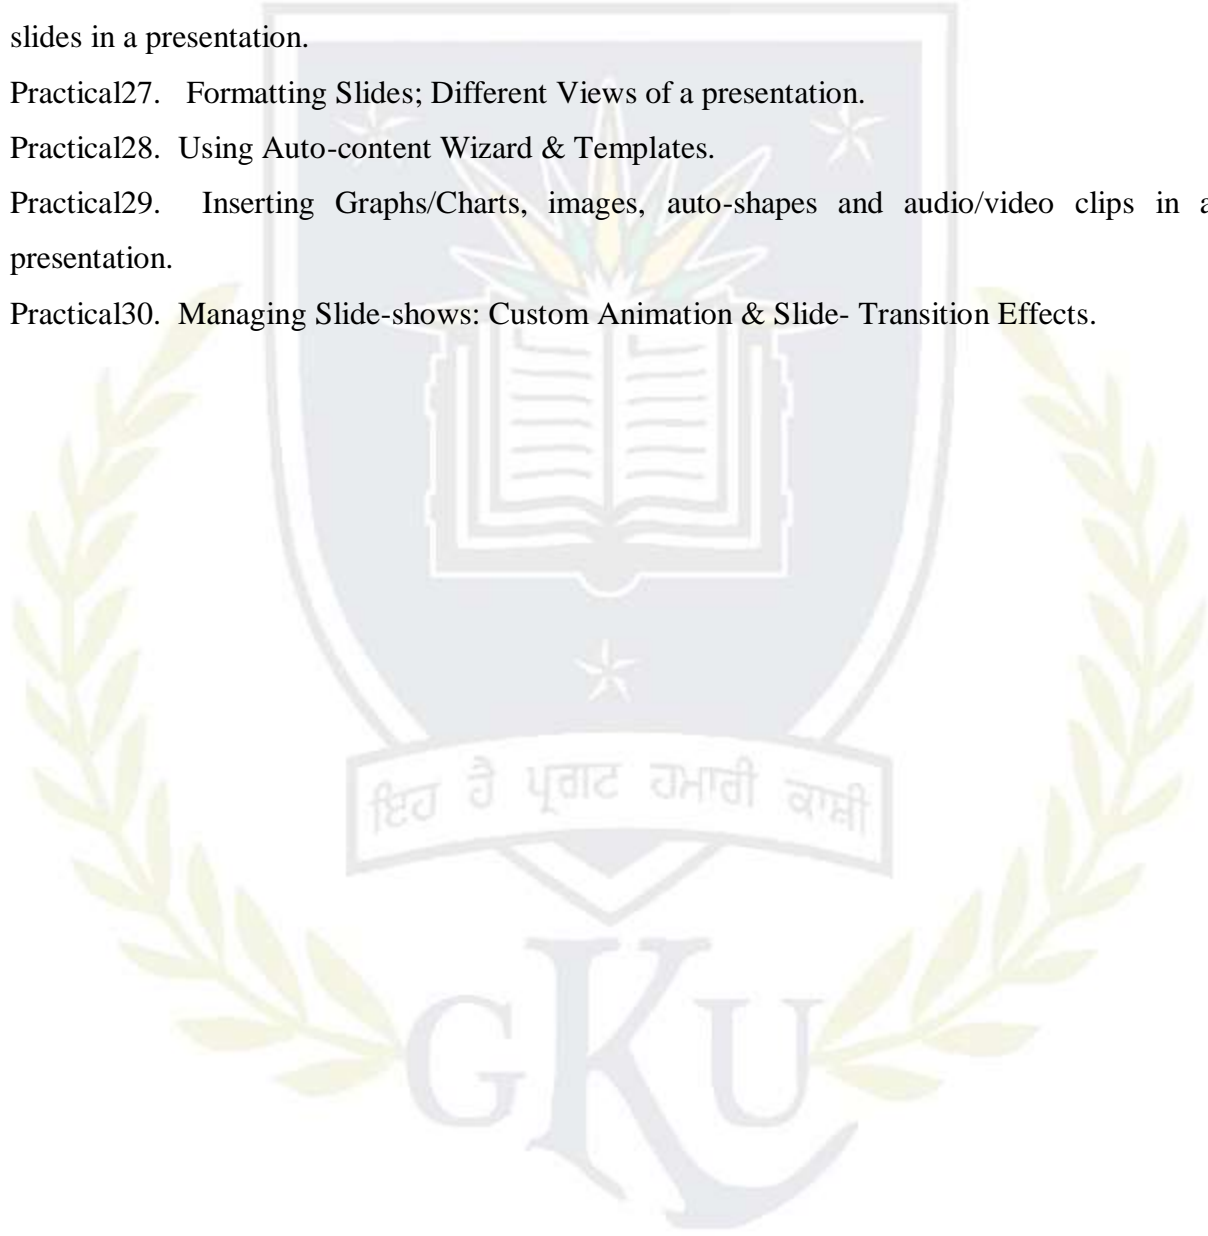 slides in a presentation.
Practical27. Formatting Slides; Different Views of a presentation.
Practical28. Using Auto-content Wizard & Templates.
Practical29. Inserting Graphs/Charts, images, auto-shapes and audio/video clips in a
presentation.
Practical30. Managing Slide-shows: Custom Animation & Slide- Transition Effects.
ਇਹ ਹੈ ਪ੍ਰਗਟ ਹਮਾਰੀ ਕਾਸ਼ੀ
GKU